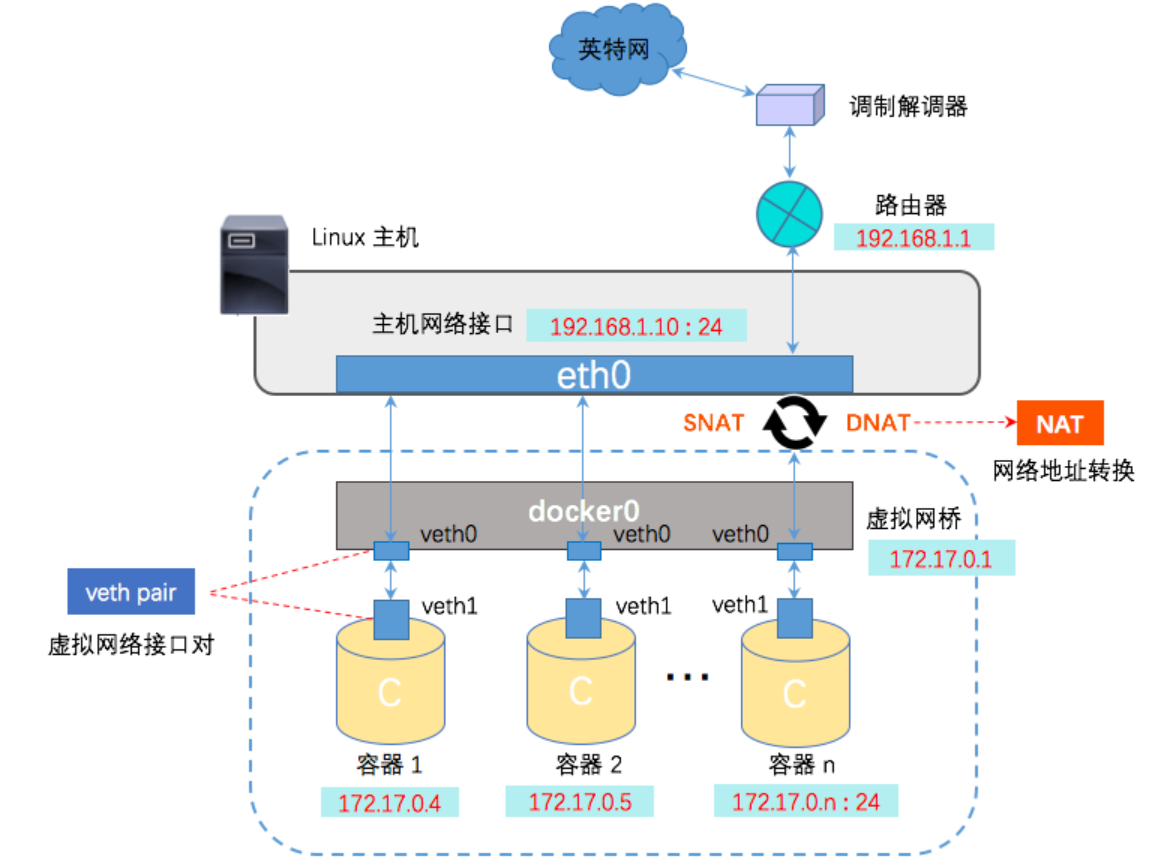 英特网
调制解调器
路由器
192.168.1.1
Linux 主机
主机网络接口
192.168.1.10 : 24
eth0
SNAT
DNAT
NAT
网络地址转换
docker0
虚拟网桥
172.17.0.1
veth0
veth0
veth0
veth pair
虚拟网络接口对
veth1
veth1
veth1
C
C
...
C
容器 1
容器 2
容器 n
172.17.0.4
172.17.0.5
172.17.0.n : 24